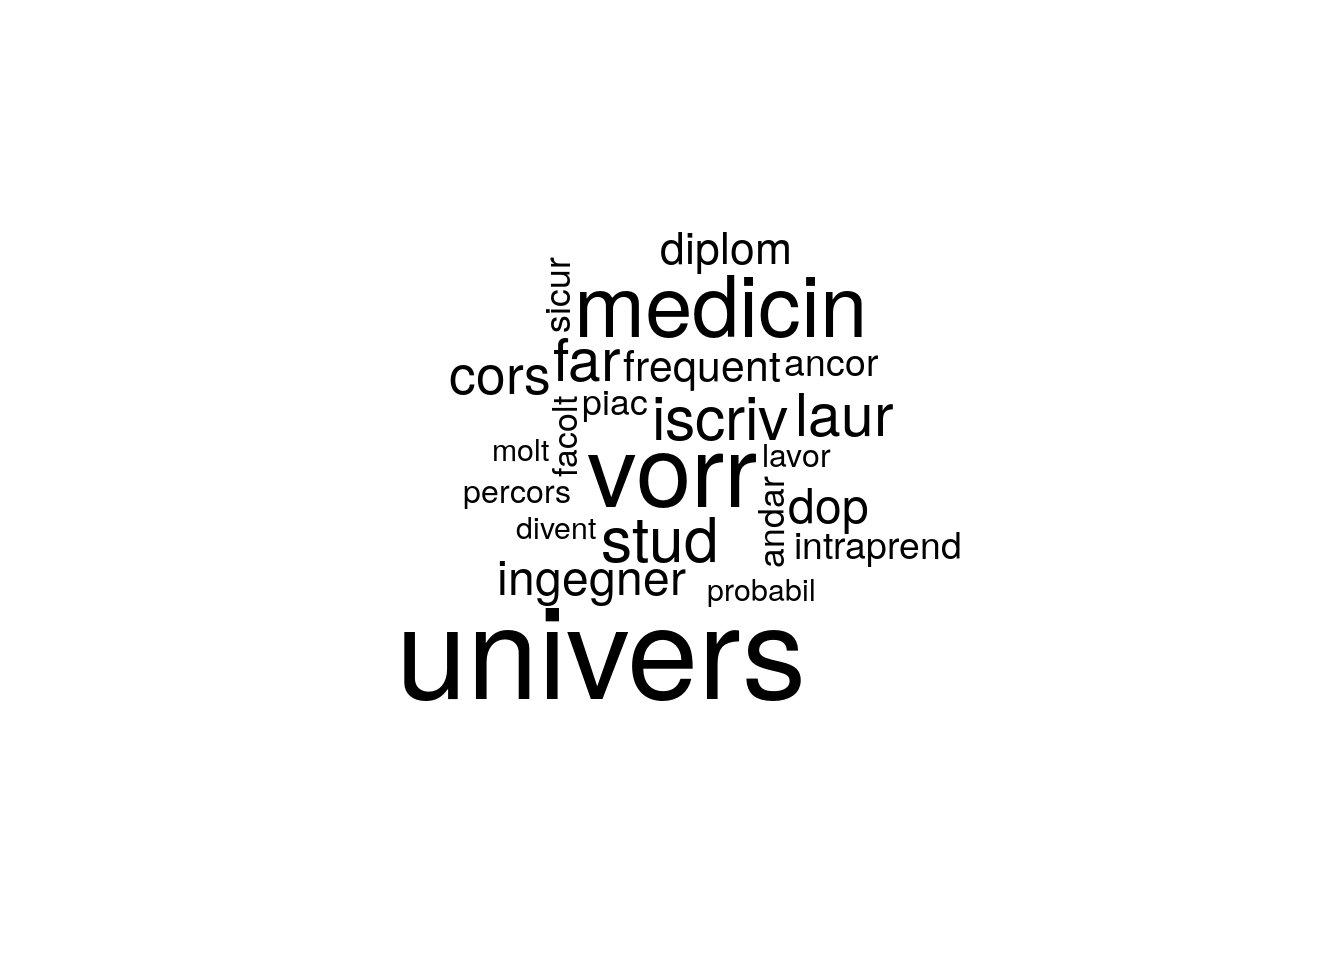 diplom
sicur
medicin
far
frequent
ancor
cors
piac
facolt
iscriv
laur
molt
vorr
lavor
percors
andar
dop
divent
stud
intraprend
ingegner
probabil
univers